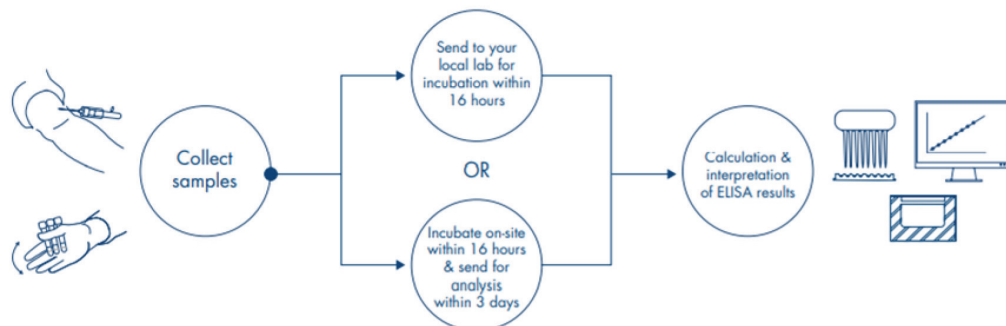 Collect
samples
Send to your
local lab for
incubation within
16 hours
OR
Incubate on-site
within 16 hours
& send for
analysis
within 3 days
Calculation &
interpretation
of ELISA results